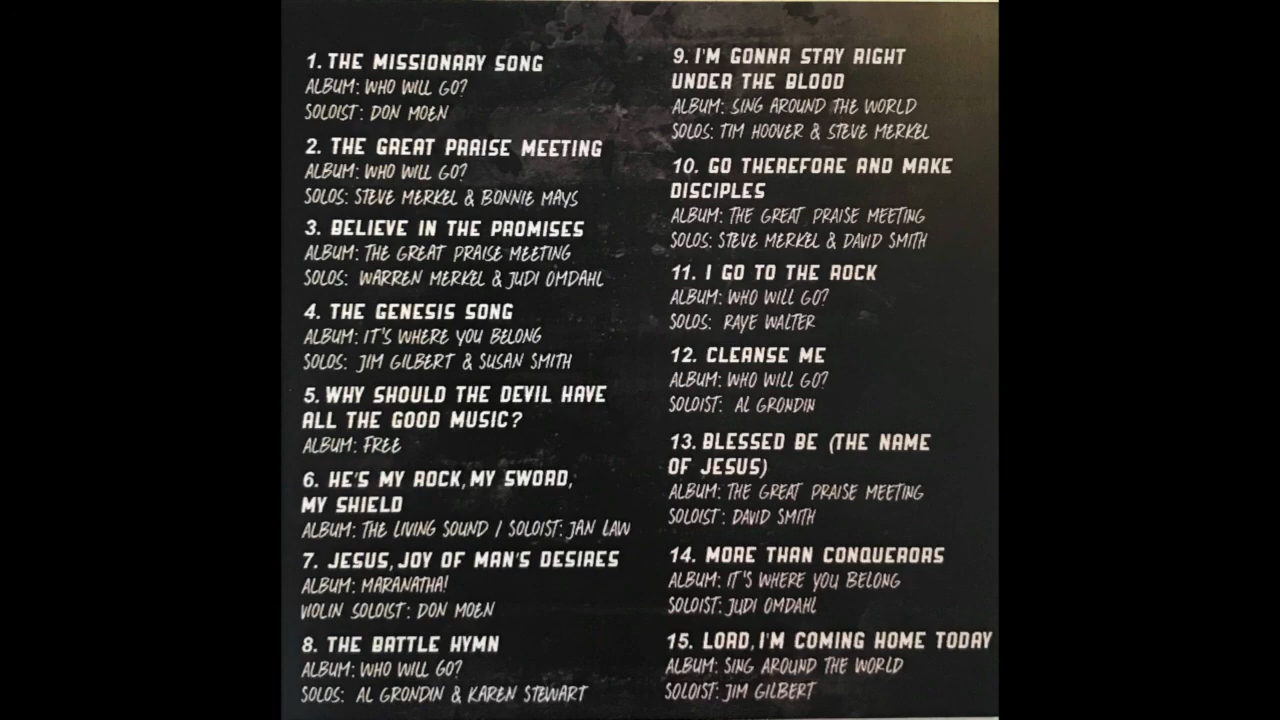 1. THE MISSIONARY SONG
ALBUM: WHO WILL GO?
SOLOIST: DON MOEN
2. THE GREAT PRAISE MEETING
ALBUM: WHO WILL GO?
SOLOS: STEVE MERKEL & BONNIE MAYS
3. BELIEVE IN THE PROMISES
ALBUM: THE GREAT PRAISE MEETING
SOLOS: WARREN MERKEL & JUDI OMDAHL
4. THE GENESIS SONG
ALBUM: IT'S WHERE YOU BELONG
SOLOS: JIM GILBERT & SUSAN SMITH
5. WHY SHOULD THE DEVIL HAVE
ALL THE GOOD MUSIC?
ALBUM: FREE
6. HE'S MY ROCK, MY SWORD,
MY SHIELD
ALBUM: THE LIVING SOUND / SOLOIST: JAN LAW
7. JESUS, JOY OF MAN'S DESIRES
ALBUM: MARANATHA!
VIOLIN SOLOIST: DON MOEN
8. THE BATTLE HYMN
ALBUM: WHO WILL GO?
SOLOS: AL GRONDIN & KAREN STEWART
9. I'M GONNA STAY RIGHT
UNDER THE BLOOD
ALBUM: SING AROUND THE WORLD
SOLOS: TIM HOOVER & STEVE MERKEL
10. GO THEREFORE AND MAKE
DISCIPLES
ALBUM: THE GREAT PRAISE MEETING
SOLOS: STEVE MERKEL & DAVID SMITH
11. I GO TO THE ROCK
ALBUM: WHO WILL GO?
SOLOS: RAYE WALTER
12. CLEANSE ME
ALBUM: WHO WILL GO?
SOLOIST: AL GRONDIN
13. BLESSED BE (THE NAME
OF JESUS)
ALBUM: THE GREAT PRAISE MEETING
SOLOIST: DAVID SMITH
14. MORE THAN CONQUERORS
ALBUM: IT'S WHERE YOU BELONG
SOLOIST: JUDI OMDAHL
15. LORD, I'M COMING HOME TODAY
ALBUM: SING AROUND THE WORLD
SOLOIST: JIM GILBERT